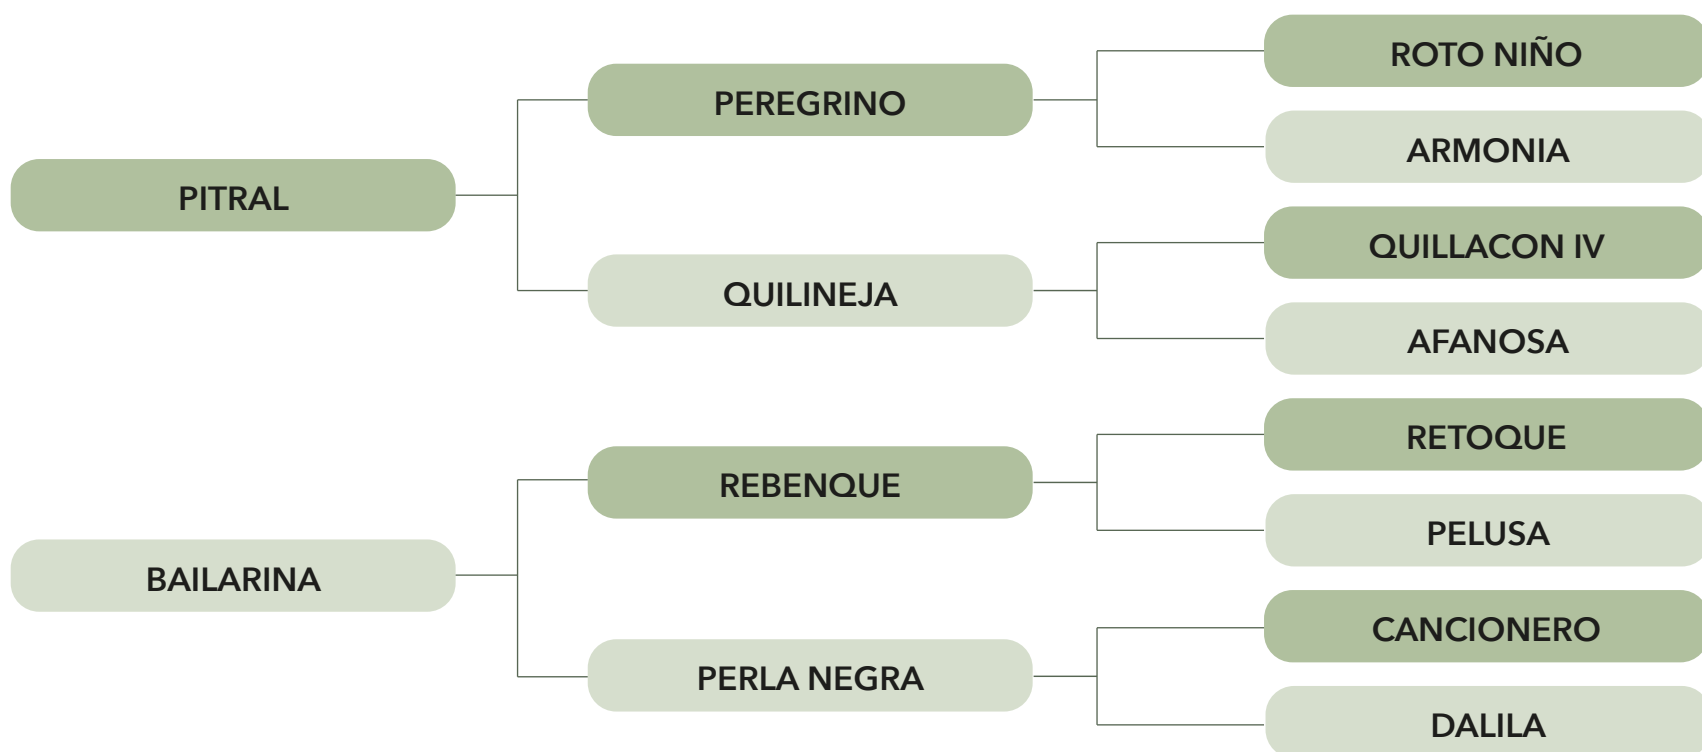 ROTO NIÑO
PEREGRINO
ARMONIA
PITRAL
QUILLACON IV
QUILINEJA
AFANOSA
RETOQUE
REBENQUE
PELUSA
BAILARINA
CANCIONERO
PERLA NEGRA
DALILA